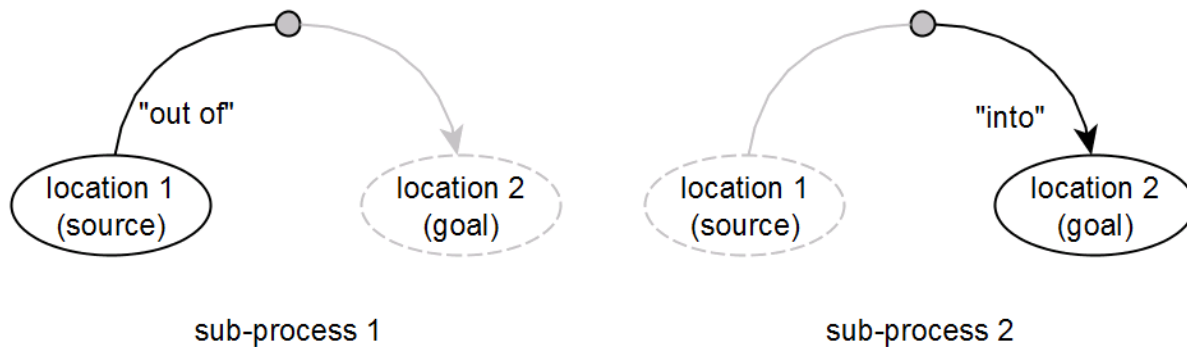 "out of"
location 1
(source)
location 2
(goal)
sub-process 1
"into"
location 1
(source)
location 2
(goal)
sub-process 2